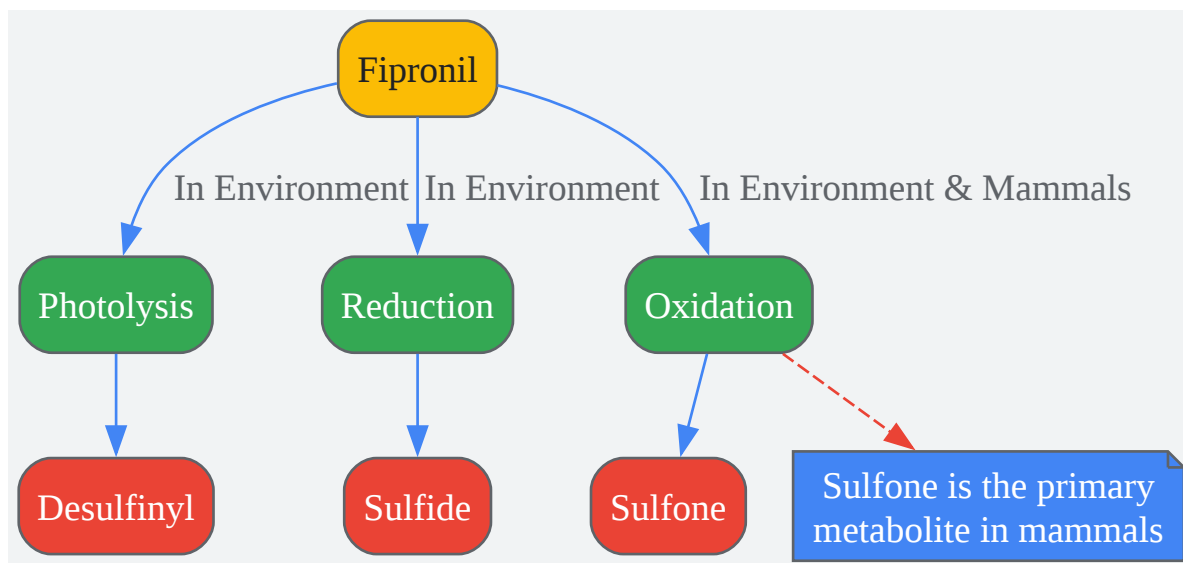 Fipronil
In Environment
In Environment
In Environment & Mammals
Photolysis
Reduction
Oxidation
Desulfinyl
Sulfide
Sulfone
Sulfone is the primary
metabolite in mammals